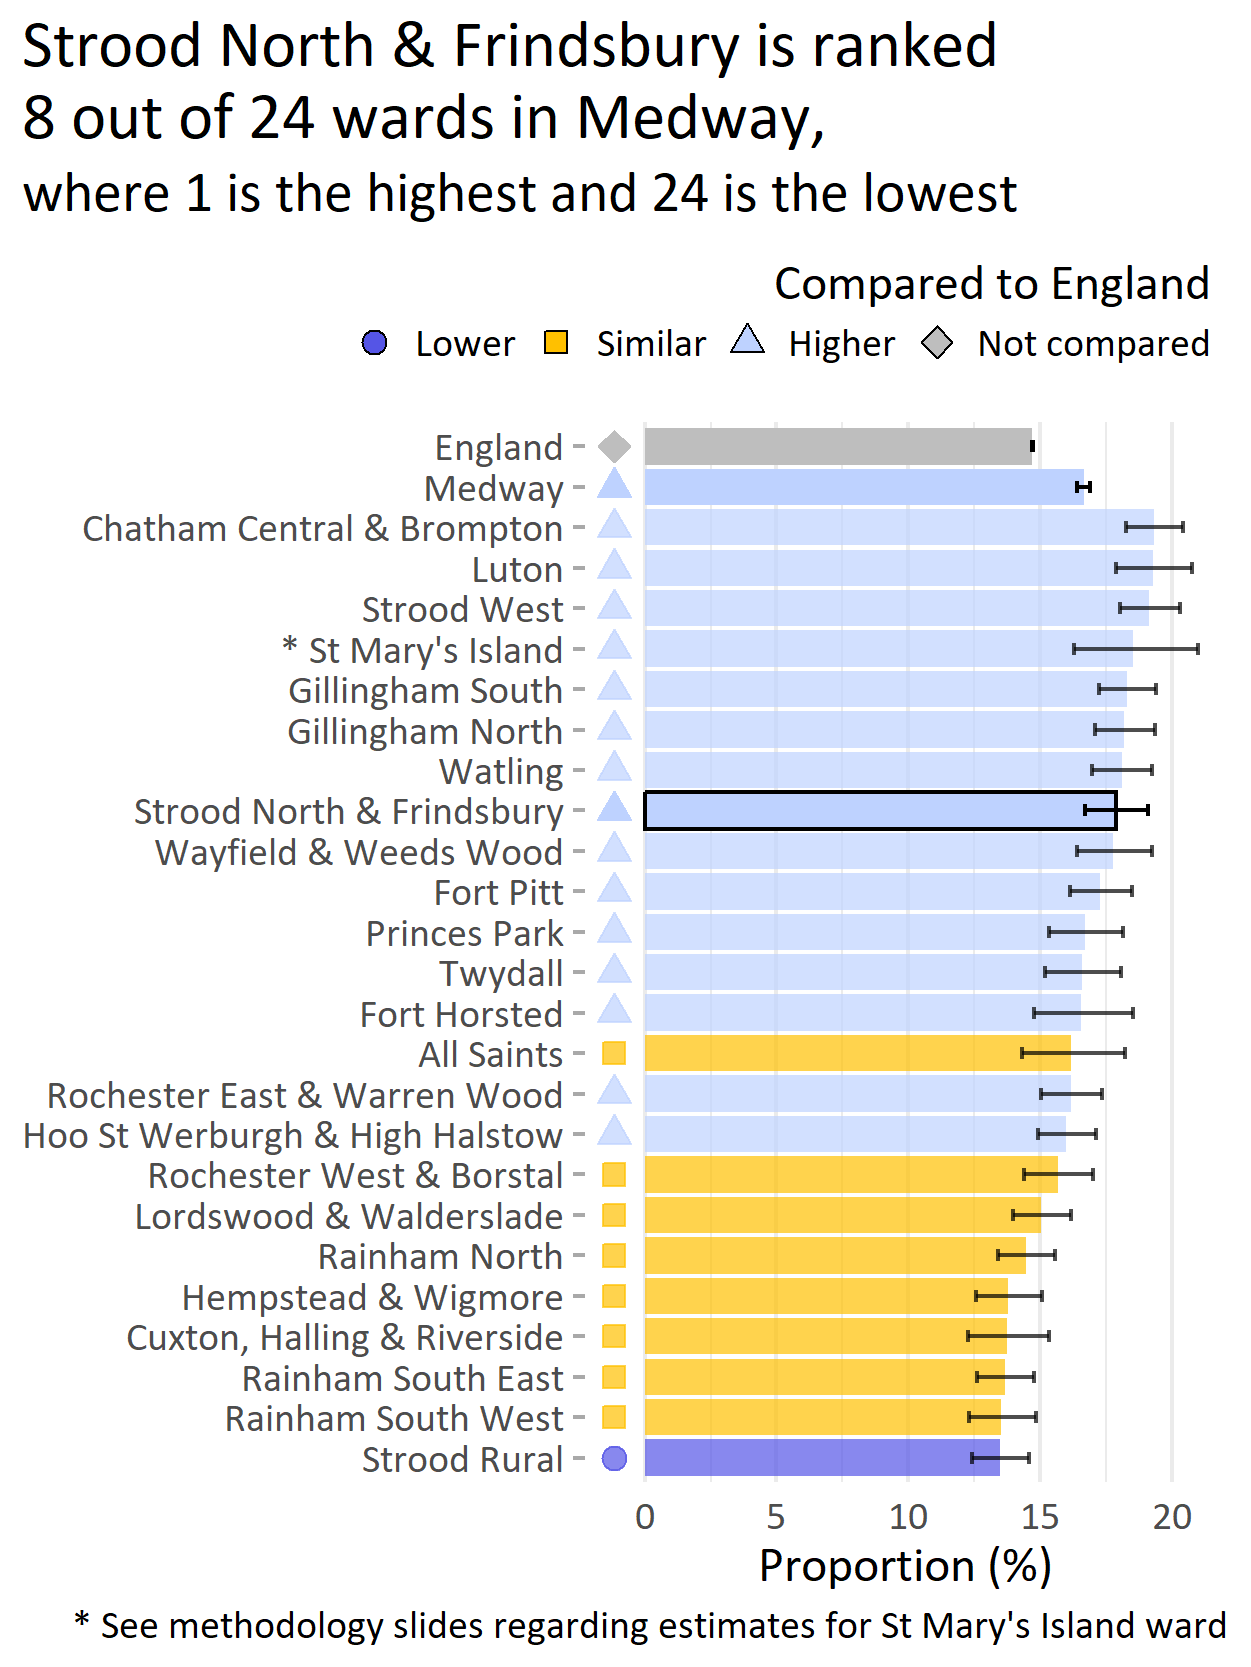 Strood North & Frindsbury is ranked
8 out of 24 wards in Medway,
where 1 is the highest and 24 is the lowest
Compared to England
Lower Similar Higher Not compared
England
Medway
Chatham Central & Brompton
Luton
Strood West
* St Mary's Island
Gillingham South
Gillingham North
Watling
Strood North & Frindsbury
Wayfield & Weeds Wood
Fort Pitt
Princes Park
Twydall
Fort Horsted
All Saints
Rochester East & Warren Wood
Hoo St Werburgh & High Halstow
Rochester West & Borstal
Lordswood & Walderslade
Rainham North
Hempstead & Wigmore
Cuxton, Halling & Riverside
Rainham South East
Rainham South West
Strood Rural
0 5 10 15 20
Proportion (%)
* See methodology slides regarding estimates for St Mary's Island ward